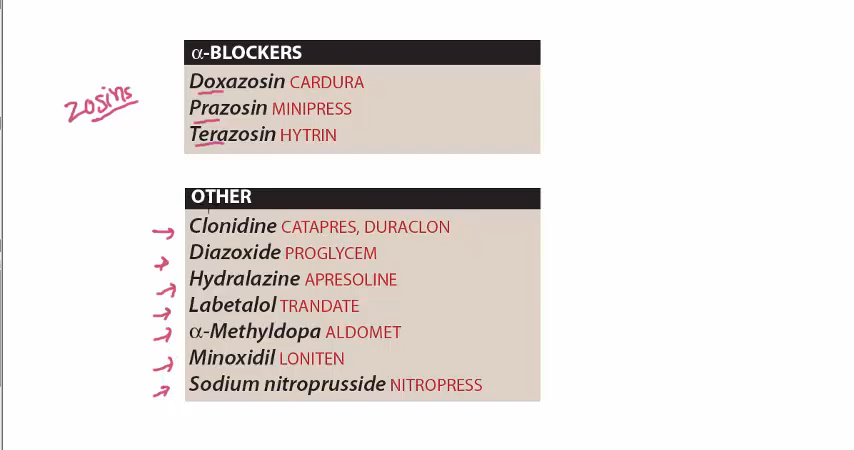 α-BLOCKERS
Doxazosin CARDURA
zosins
Prazosin MINIPRESS
Terazosin HYTRIN
OTHER
Clonidine CATAPRES, DURACLON
Diazoxide PROGLYCEM
Hydralazine APRESOLINE
Labetalol TRANDATE
α-Methyldopa ALDOMET
Minoxidil LONITEN
Sodium nitroprusside NITROPRESS